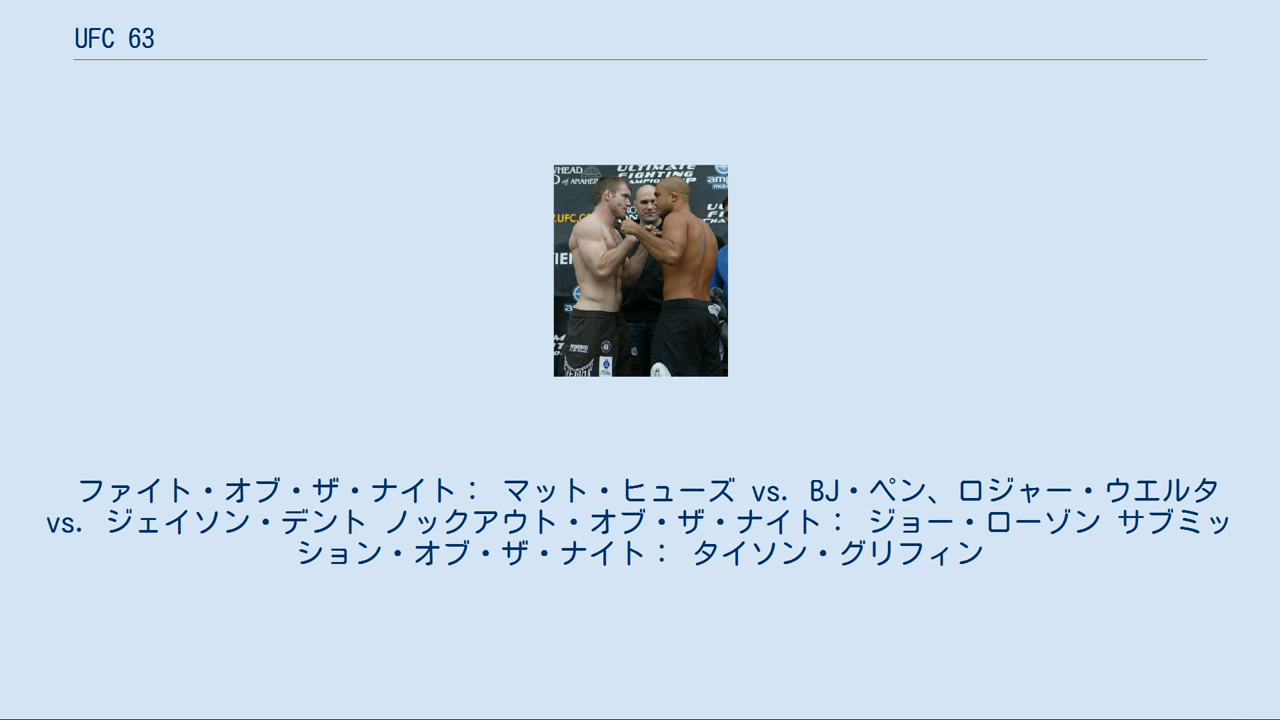 UFC 63
ULTIMATE
FIGHTING
of ANAHEIM
ファイト・オブ・ザ・ナイト： マット・ヒューズ vs. BJ・ペン、ロジャー・ウエルタ
vs. ジェイソン・デント ノックアウト・オブ・ザ・ナイト： ジョー・ローゾン サブミッ
ション・オブ・ザ・ナイト： タイソン・グリフィン